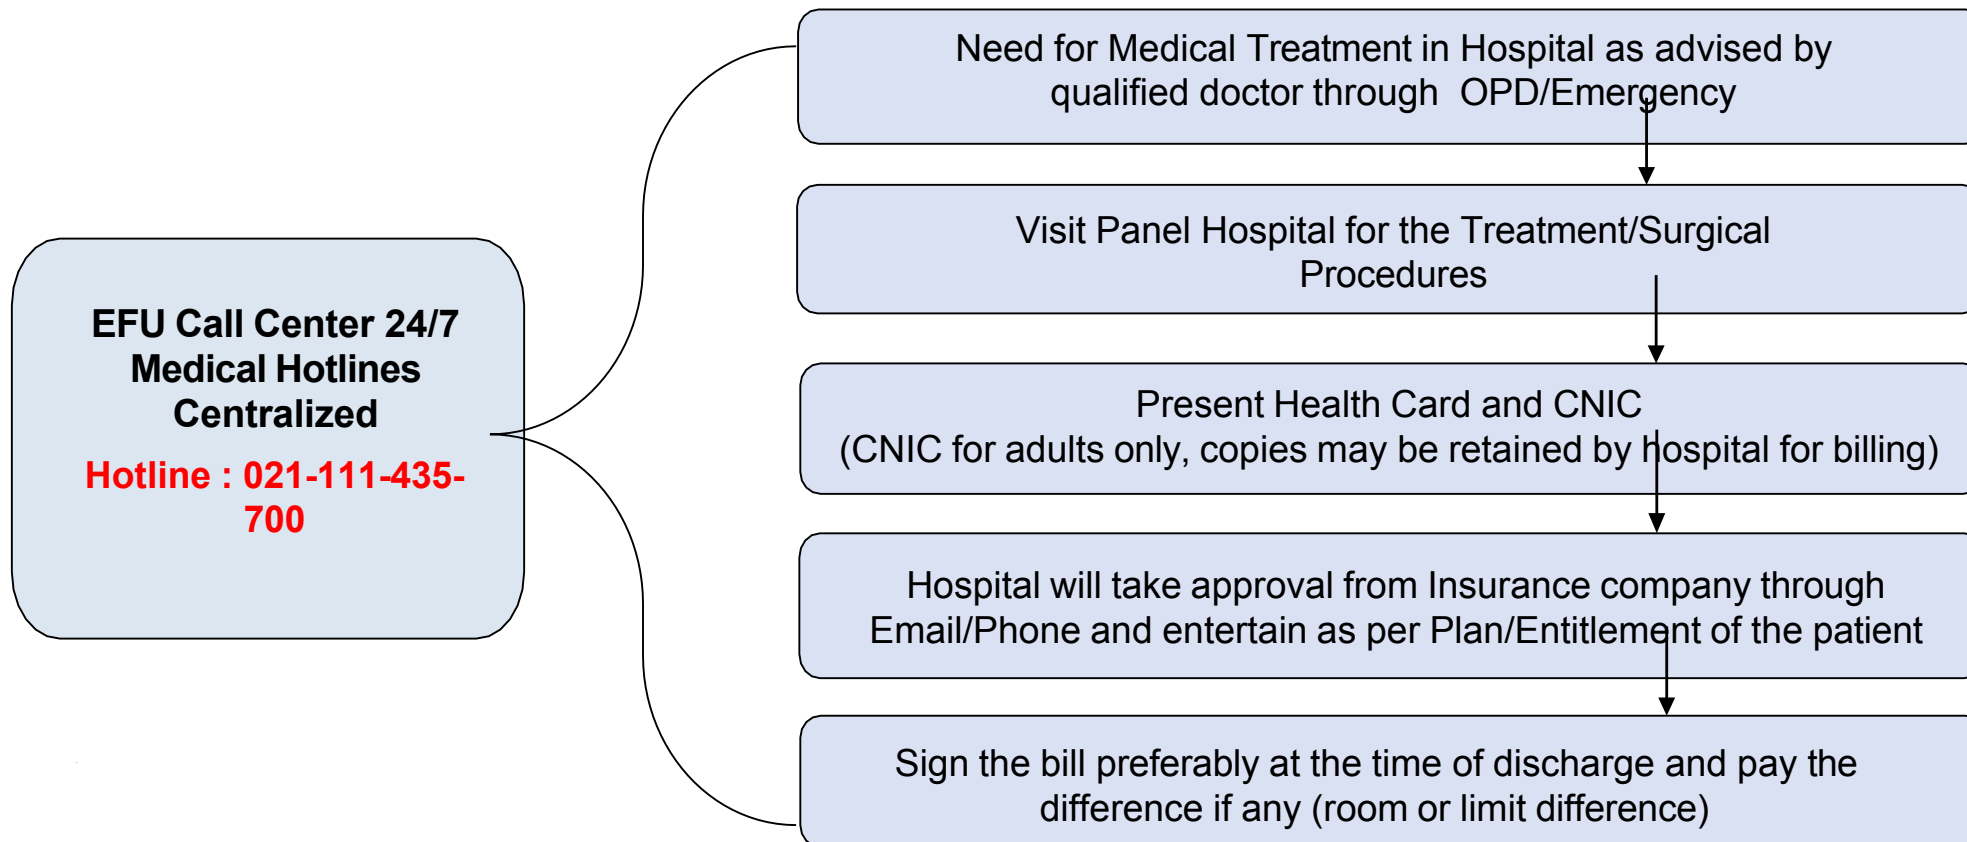 EFU Call Center 24/7
Medical Hotlines
Centralized
Hotline : 021-111-435-
700
Need for Medical Treatment in Hospital as advised by
qualified doctor through OPD/Emergency
Visit Panel Hospital for the Treatment/Surgical
Procedures
Present Health Card and CNIC
(CNIC for adults only, copies may be retained by hospital for billing)
Hospital will take approval from Insurance company through
Email/Phone and entertain as per Plan/Entitlement of the patient
Sign the bill preferably at the time of discharge and pay the
difference if any (room or limit difference)